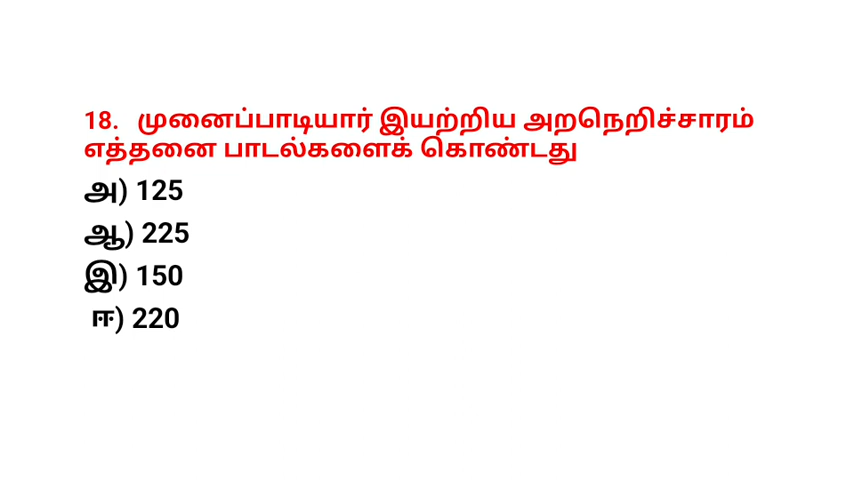 18. முனைப்பாடியார் இயற்றிய அறநெறிச்சாரம்
எத்தனை பாடல்களைக் கொண்டது
அ) 125
ஆ) 225
இ) 150
ஈ) 220